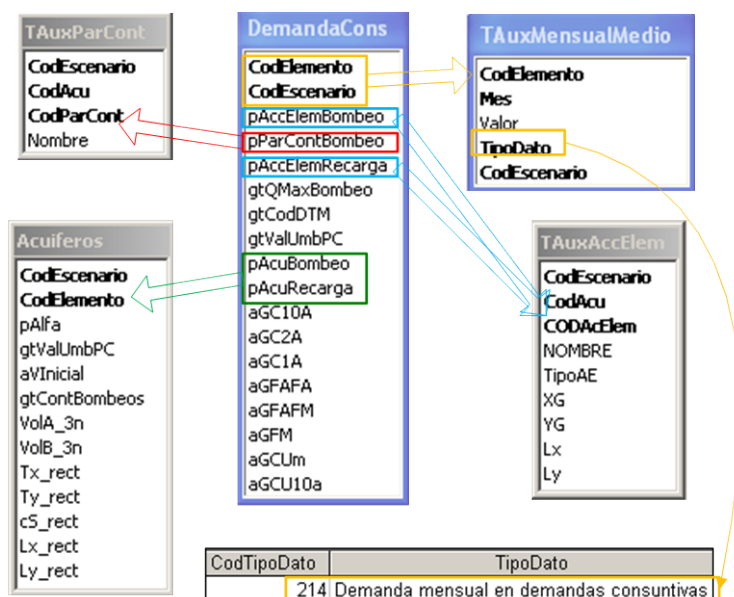 TAuxParCont
CodEscenario
CodAcu
CodParCont
Nombre
DemandaCons
CodElemento
CodEscenario
pAccElemBombeo
pParContBombeo
pAccElemRecarga
gtQMaxBombeo
gtCodDTM
gtValUmbPC
pAcuBombeo
pAcuRecarga
aGC10A
aGC2A
aGC1A
aGFAFA
aGFAFM
aGFM
aGCUm
aGCU10a
TAuxMensualMedio
CodElemento
Mes
Valor
TipoDato
CodEscenario
Acuiferos
CodEscenario
CodElemento
pAlfa
gtValUmbPC
aVInicial
gtContBombeos
VolA_3n
VolB_3n
Tx_rect
Ty_rect
cS_rect
Lx_rect
Ly_rect
TAuxAccElem
CodEscenario
CodAcu
CODAcElem
NOMBRE
TipoAE
XG
YG
Lx
Ly
CodTipoDato TipoDato
214 Demanda mensual en demandas consuntivas